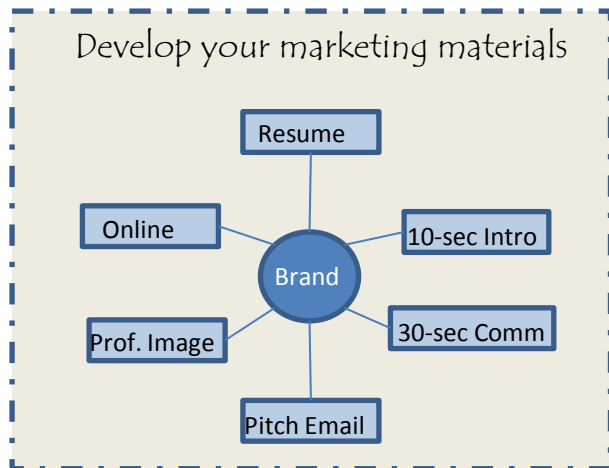 Develop your marketing materials
Resume
Online
10-sec Intro
Brand
Prof. Image
30-sec Comm
Pitch Email